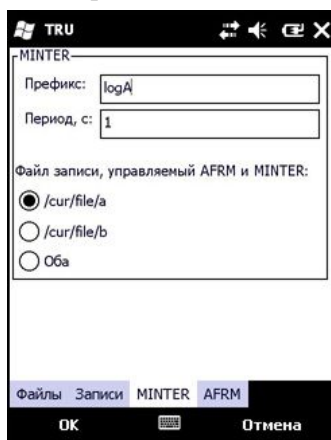 TRU
MINTER
Префикс: logA
Период, с: 1
Файл записи, управляемый AFRM и MINTER:
/cur/file/a
/cur/file/b
Оба
Файлы Записи MINTER AFRM
OK Отмена